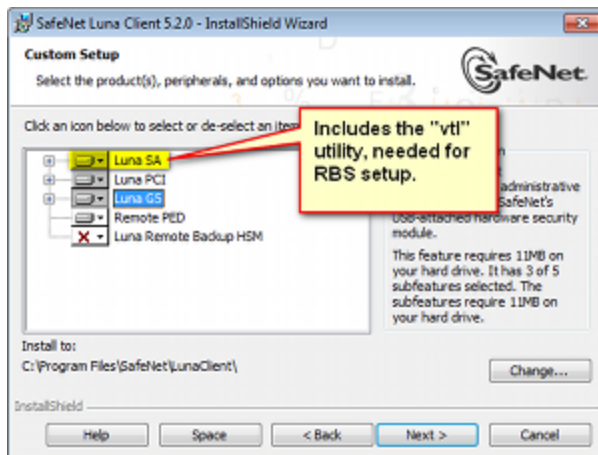 SafeNet Luna Client 5.2.0 - InstallShield Wizard
Custom Setup
Select the product(s), peripherals, and options you want to install.
SafeNet
Click an icon below to select or de-select an item
Includes the "vtl"
utility, needed for
RBS setup.
Luna SA
Luna PCI
Luna G5
Remote PED
Luna Remote Backup HSM
administrative
SafeNet's
USB-attached hardware security
module.
This feature requires 11MB on
your hard drive. It has 3 of 5
subfeatures selected. The
subfeatures require 11MB on
your hard drive.
Install to:
C:\Program Files\SafeNet\LunaClient\
Change...
InstallShield
Help
Space
< Back
Next >
Cancel